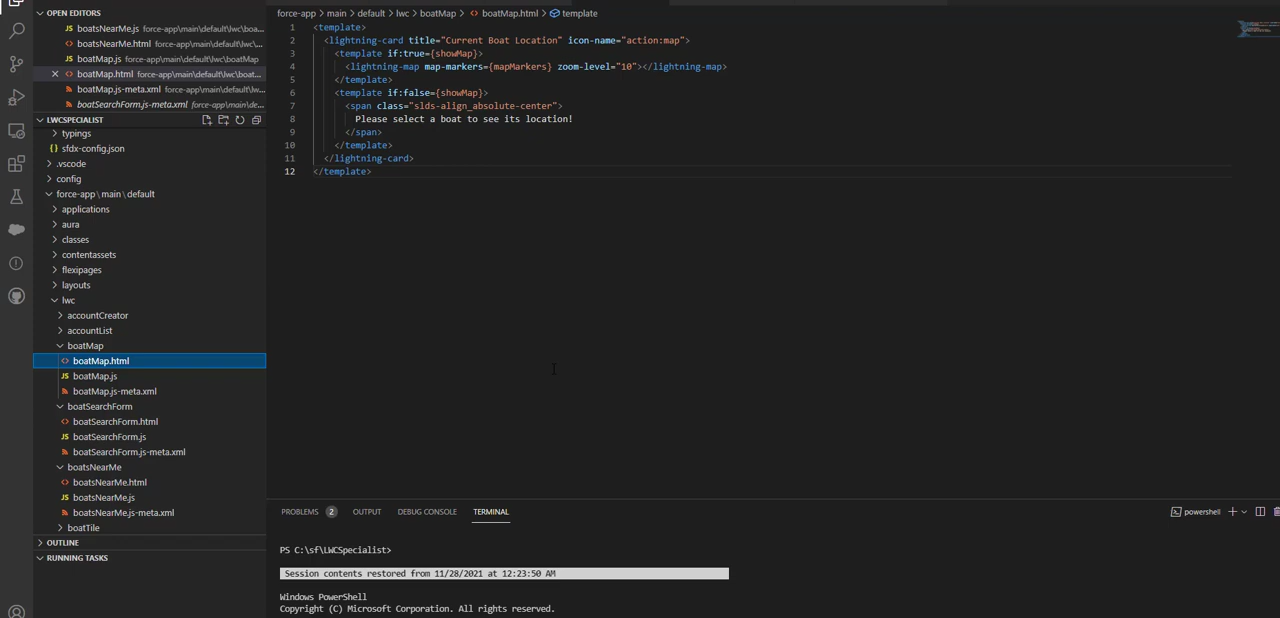 OPEN EDITORS
JS boatsNearMe.js force-app\main\default\lwc\boa...
<> boatsNearMe.html force-app\main\default\lwc\...
JS boatMap.js force-app\main\default\lwc\boatMap
<> boatMap.html force-app\main\default\lwc\boat...
boatMap.js-meta.xml force-app\main\default\l...
boatSearchForm.js-meta.xml force-app\main\de...
LWCSPECIALIST
typings
{} sfdx-config.json
.vscode
config
force-app\main\default
applications
aura
classes
contentassets
flexipages
layouts
lwc
accountCreator
accountList
boatMap
<> boatMap.html
JS boatMap.js
boatMap.js-meta.xml
boatSearchForm
<> boatSearchForm.html
JS boatSearchForm.js
boatSearchForm.js-meta.xml
boatsNearMe
<> boatsNearMe.html
JS boatsNearMe.js
boatsNearMe.js-meta.xml
boatTile
OUTLINE
RUNNING TASKS
force-app > main > default > lwc > boatMap > <> boatMap.html > template
1 <template>
2 <lightning-card title="Current Boat Location" icon-name="action:map">
3 <template if:true={showMap}>
4 <lightning-map map-markers={mapMarkers} zoom-level="10"></lightning-map>
5 </template>
6 <template if:false={showMap}>
7 <span class="slds-align_absolute-center">
8 Please select a boat to see its location!
9 </span>
10 </template>
11 </lightning-card>
12 </template>
PROBLEMS 2 OUTPUT DEBUG CONSOLE TERMINAL powershell
PS C:\sf\LWCSpecialist>
Session contents restored from 11/28/2021 at 12:23:50 AM
Windows PowerShell
Copyright (C) Microsoft Corporation. All rights reserved.